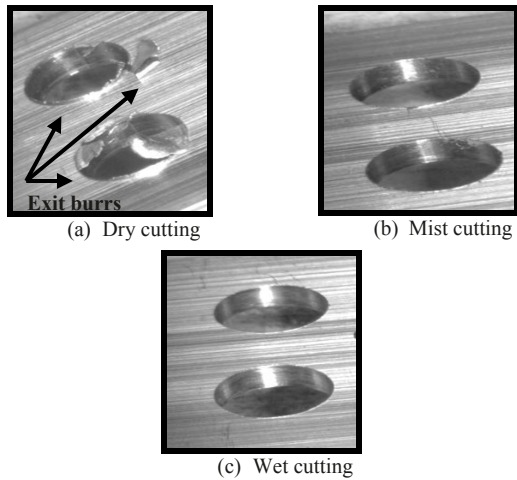 Exit burrs
(a) Dry cutting
(b) Mist cutting
(c) Wet cutting